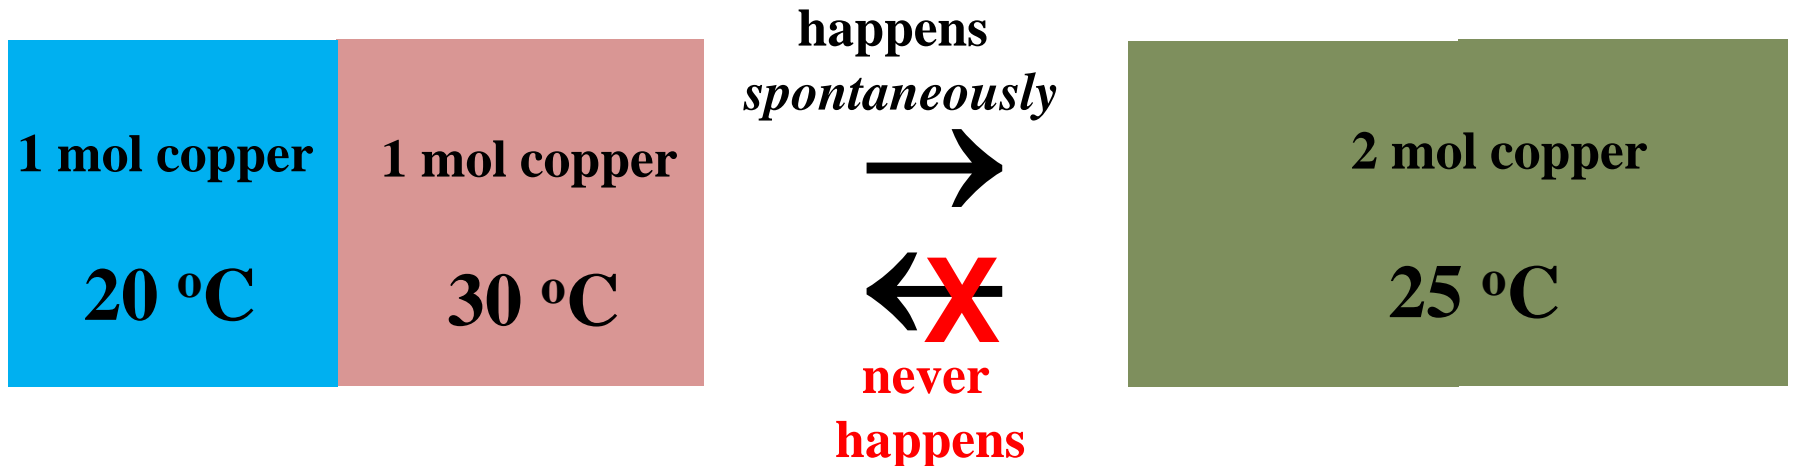 1 mol copper
20 ºC
1 mol copper
30 ºC
happens
spontaneously
X
never
happens
2 mol copper
25 ºC